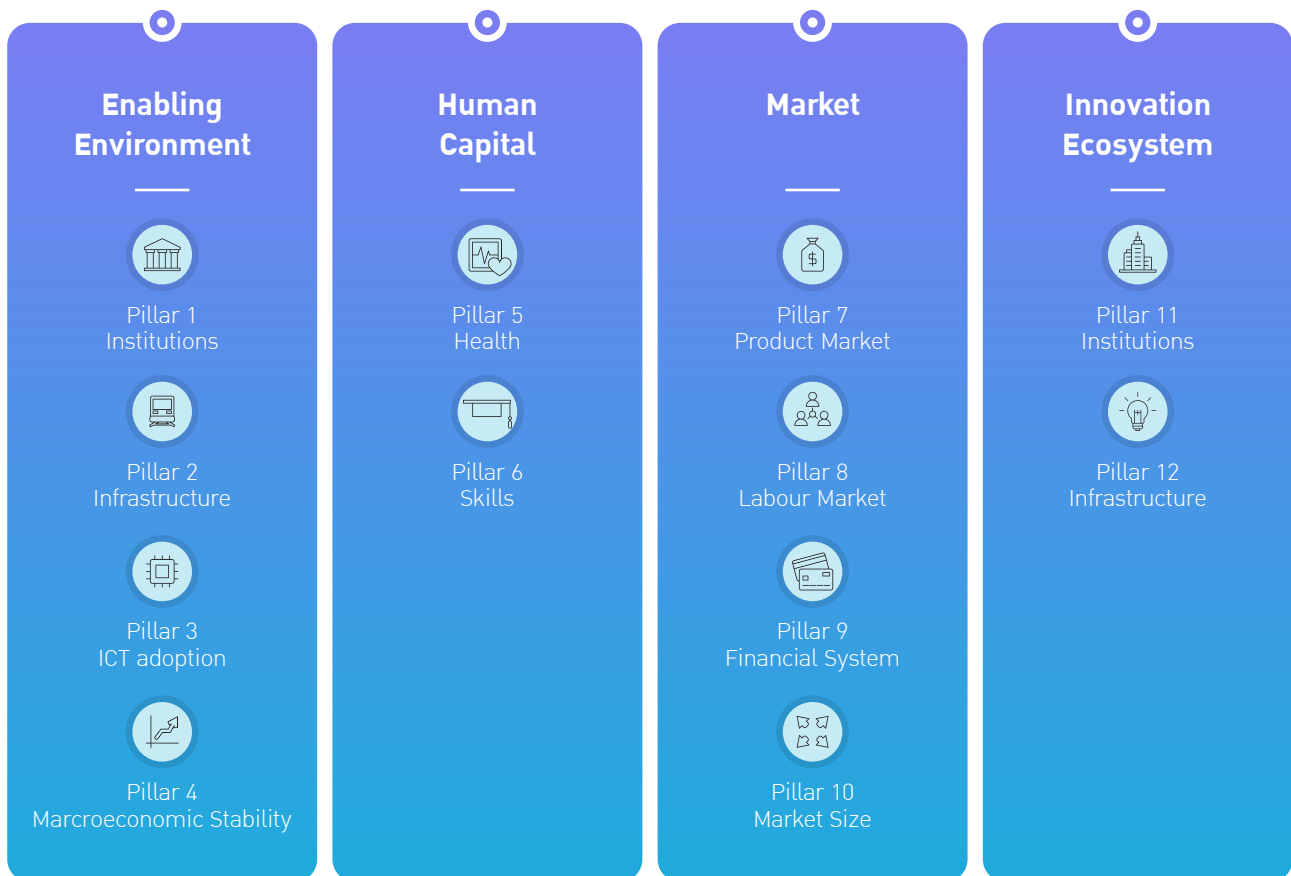 Enabling
Environment
Pillar 1
Institutions
Pillar 2
Infrastructure
Pillar 3
ICT adoption
Pillar 4
Marcroeconomic Stability
Human
Capital
Pillar 5
Health
Pillar 6
Skills
Market
Pillar 7
Product Market
$
Pillar 8
Labour Market
Pillar 9
Financial System
Pillar 10
Market Size
Innovation
Ecosystem
Pillar 11
Institutions
Pillar 12
Infrastructure